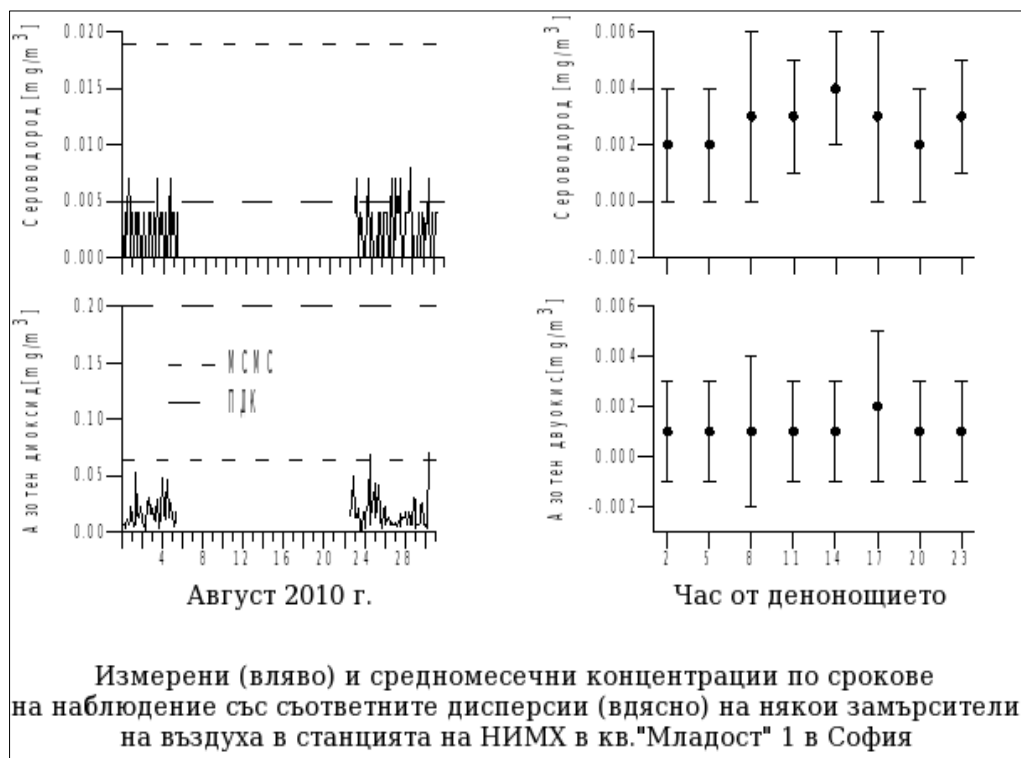 Сероводород [mg/m³]
0.020
0.015
0.010
0.005
0.000
Сероводород [mg/m³]
0.006
0.004
0.002
0.000
-0.002
Азотен диоксид[mg/m³]
0.20
0.15
0.10
0.05
0.00
МСМС
ПДК
4 8 12 16 20 24 28
Август 2010 г.
Азотен двуокис[mg/m³]
0.006
0.004
0.002
0.000
-0.002
2 5 8 11 14 17 20 23
Час от денонощието
Измерени (вляво) и средномесечни концентрации по срокове
на наблюдение със съответните дисперсии (вдясно) на някои замърсители
на въздуха в станцията на НИМХ в кв."Младост" 1 в София